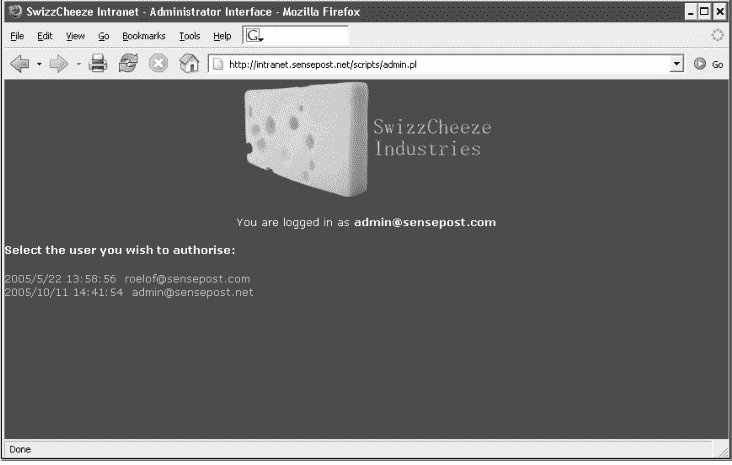 SwizzCheeze Intranet - Administrator Interface - Mozilla Firefox
File Edit View Go Bookmarks Tools Help G
http://intranet.sensepost.net/scripts/admin.pl Go
SwizzCheeze
Industries
You are logged in as admin@sensepost.com
Select the user you wish to authorise:
2005/5/22 13:58:56 roelof@sensepost.com
2005/10/11 14:41:54 admin@sensepost.net
Done